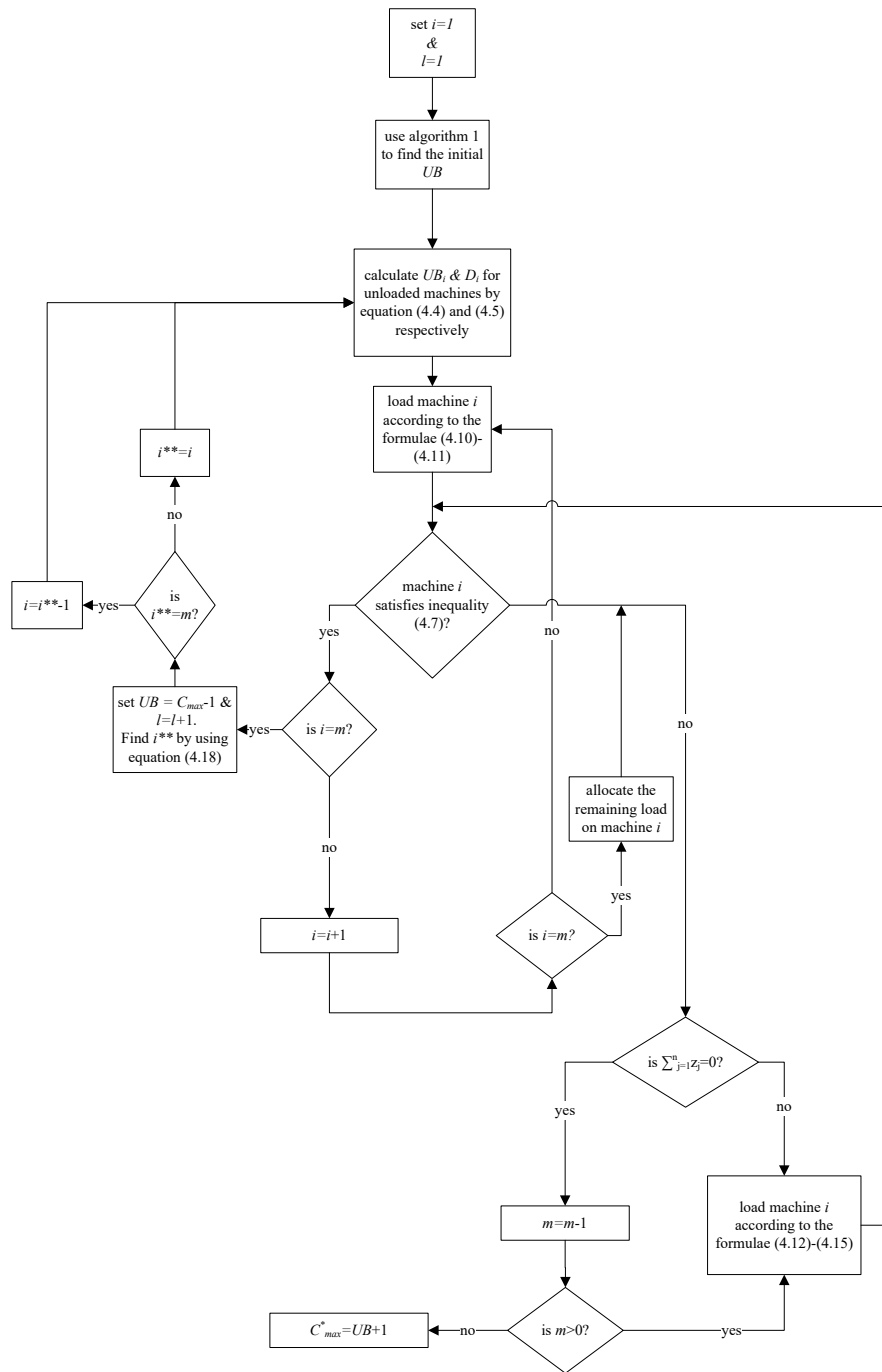 set i=1
&
l=1
use algorithm 1
to find the initial
UB
calculate UBi & Di for
unloaded machines by
equation (4.4) and (4.5)
respectively
load machine i
according to the
formulae (4.10)-
(4.11)
i**=i
no
is
i**=m?
yes
i=i**-1
machine i
satisfies inequality
(4.7)?
yes
no
no
set UB = Cmax-1 &
l=l+1.
Find i** by using
equation (4.18)
yes
is i=m?
allocate the
remaining load
on machine i
no
yes
i=i+1
is i=m?
is ∑ⁿj=1zj=0?
yes
no
m=m-1
load machine i
according to the
formulae (4.12)-(4.15)
C*max=UB+1
no
is m>0?
yes